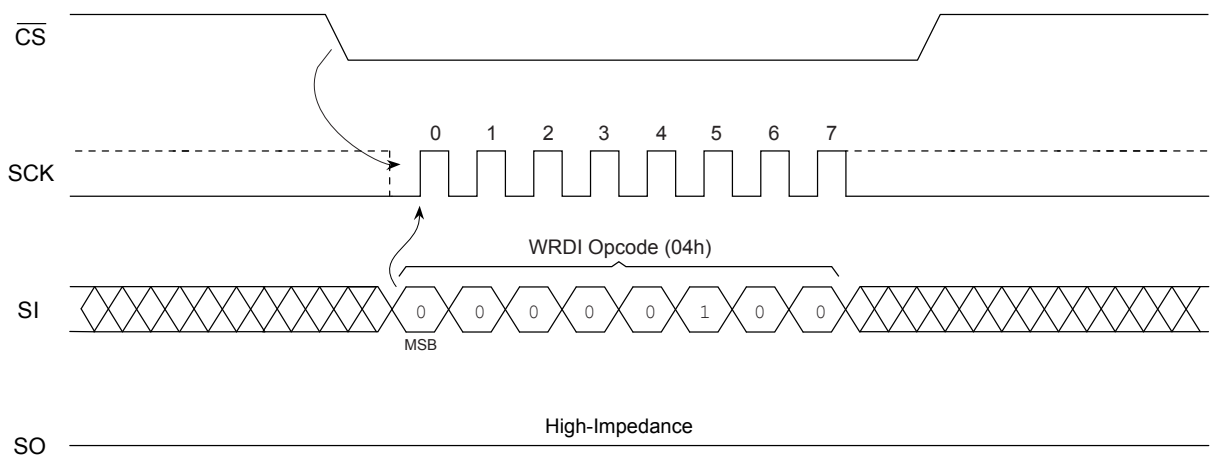 CS
0 1 2 3 4 5 6 7
SCK
WRDI Opcode (04h)
SI
0 0 0 0 0 1 0 0
MSB
High-Impedance
SO